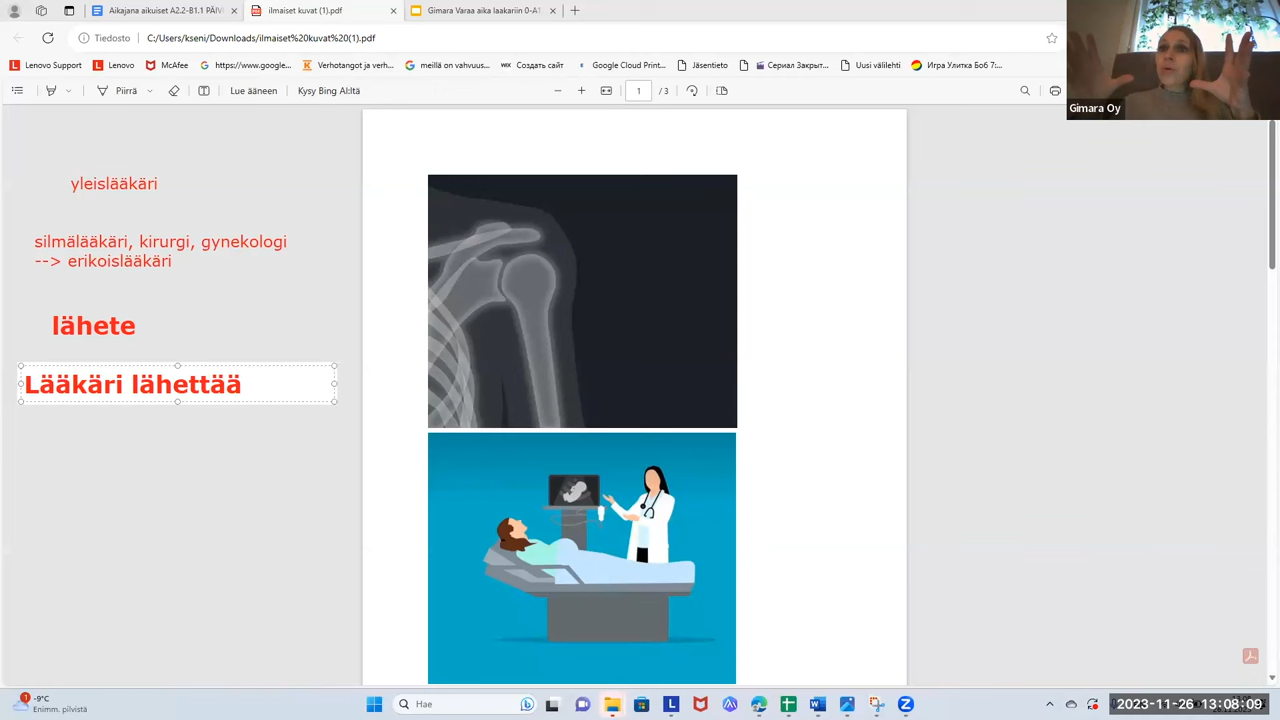 Aikajana aikuiset A2.2-B1.1 PÄIV
ilmaiset kuvat (1).pdf
Gimara Varaa aika laakariin 0-A1
Tiedosto
C:/Users/kseni/Downloads/ilmaiset%20kuvat%20(1).pdf
Lenovo Support
Lenovo
McAfee
https://www.google...
Verhotangot ja verh...
meillä on vahvuus...
Создать сайт
Google Cloud Print...
Jäsentieto
Сериал Закрыт...
Uusi välilehti
Игра Улитка Боб 7:...
Piirrä
Lue ääneen
Kysy Bing AI:ltä
1
/ 3
Gimara Oy
yleislääkäri
silmälääkäri, kirurgi, gynekologi
--> erikoislääkäri
lähete
Lääkäri lähettää
1
-9°C
Enimm. pilvistä
Hae
2023-11-26 13:08:09